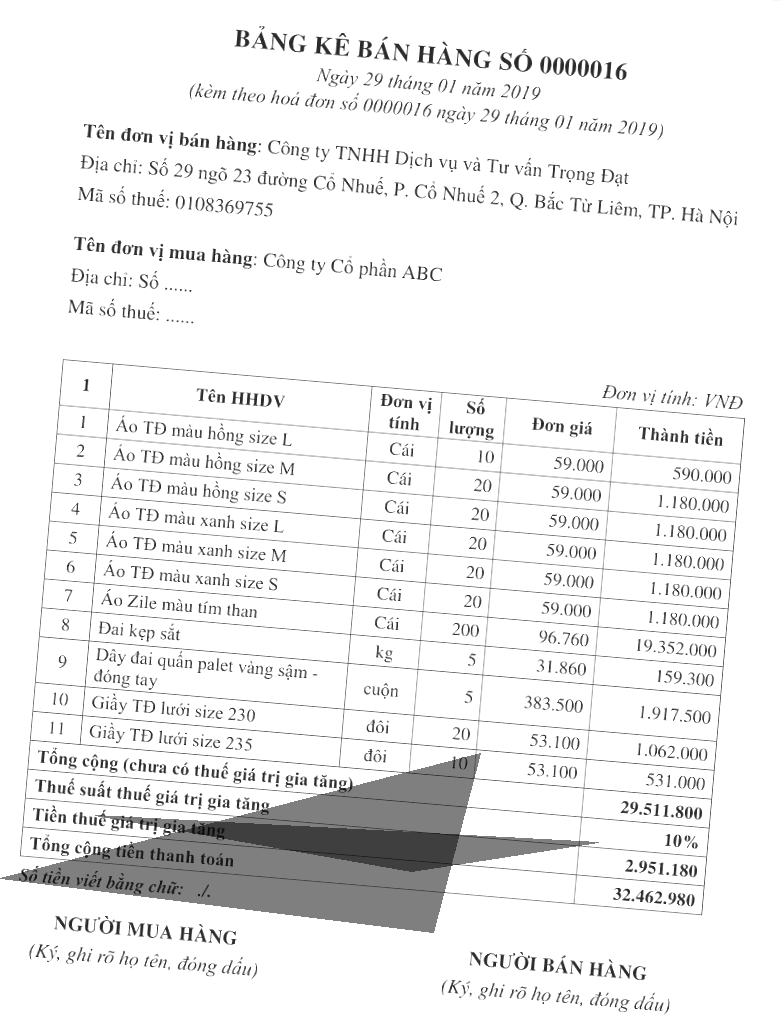 BẢNG KÊ BÁN HÀNG SỐ 0000016
Ngày 29 tháng 01 năm 2019
(kèm theo hoá đơn số 0000016 ngày 29 tháng 01 năm 2019)
Tên đơn vị bán hàng: Công ty TNHH Dịch vụ và Tư vấn Trọng Đạt
Địa chỉ: Số 29 ngõ 23 đường Cổ Nhuế, P. Cổ Nhuế 2, Q. Bắc Từ Liêm, TP. Hà Nội
Mã số thuế: 0108369755
Tên đơn vị mua hàng: Công ty Cổ phần ABC
Địa chỉ: Số ......
Mã số thuế: ......
Đơn vị tính: VNĐ
1 Tên HHDV Đơn vị tính Số lượng Đơn giá Thành tiền
1 Áo TĐ màu hồng size L Cái 10 59.000 590.000
2 Áo TĐ màu hồng size M Cái 20 59.000 1.180.000
3 Áo TĐ màu hồng size S Cái 20 59.000 1.180.000
4 Áo TĐ màu xanh size L Cái 20 59.000 1.180.000
5 Áo TĐ màu xanh size M Cái 20 59.000 1.180.000
6 Áo TĐ màu xanh size S Cái 20 59.000 1.180.000
7 Áo Zile màu tím than Cái 200 96.760 19.352.000
8 Đai kẹp sắt kg 5 31.860 159.300
9 Dây đai quấn palet vàng sậm -
đóng tay cuộn 5 383.500 1.917.500
10 Giầy TĐ lưới size 230 đôi 20 53.100 1.062.000
11 Giầy TĐ lưới size 235 đôi 10 53.100 531.000
Tổng cộng (chưa có thuế giá trị gia tăng) 29.511.800
Thuế suất thuế giá trị gia tăng 10%
Tiền thuế giá trị gia tăng 2.951.180
Tổng cộng tiền thanh toán 32.462.980
Số tiền viết bằng chữ: ./.
NGƯỜI MUA HÀNG
(Ký, ghi rõ họ tên, đóng dấu)
NGƯỜI BÁN HÀNG
(Ký, ghi rõ họ tên, đóng dấu)